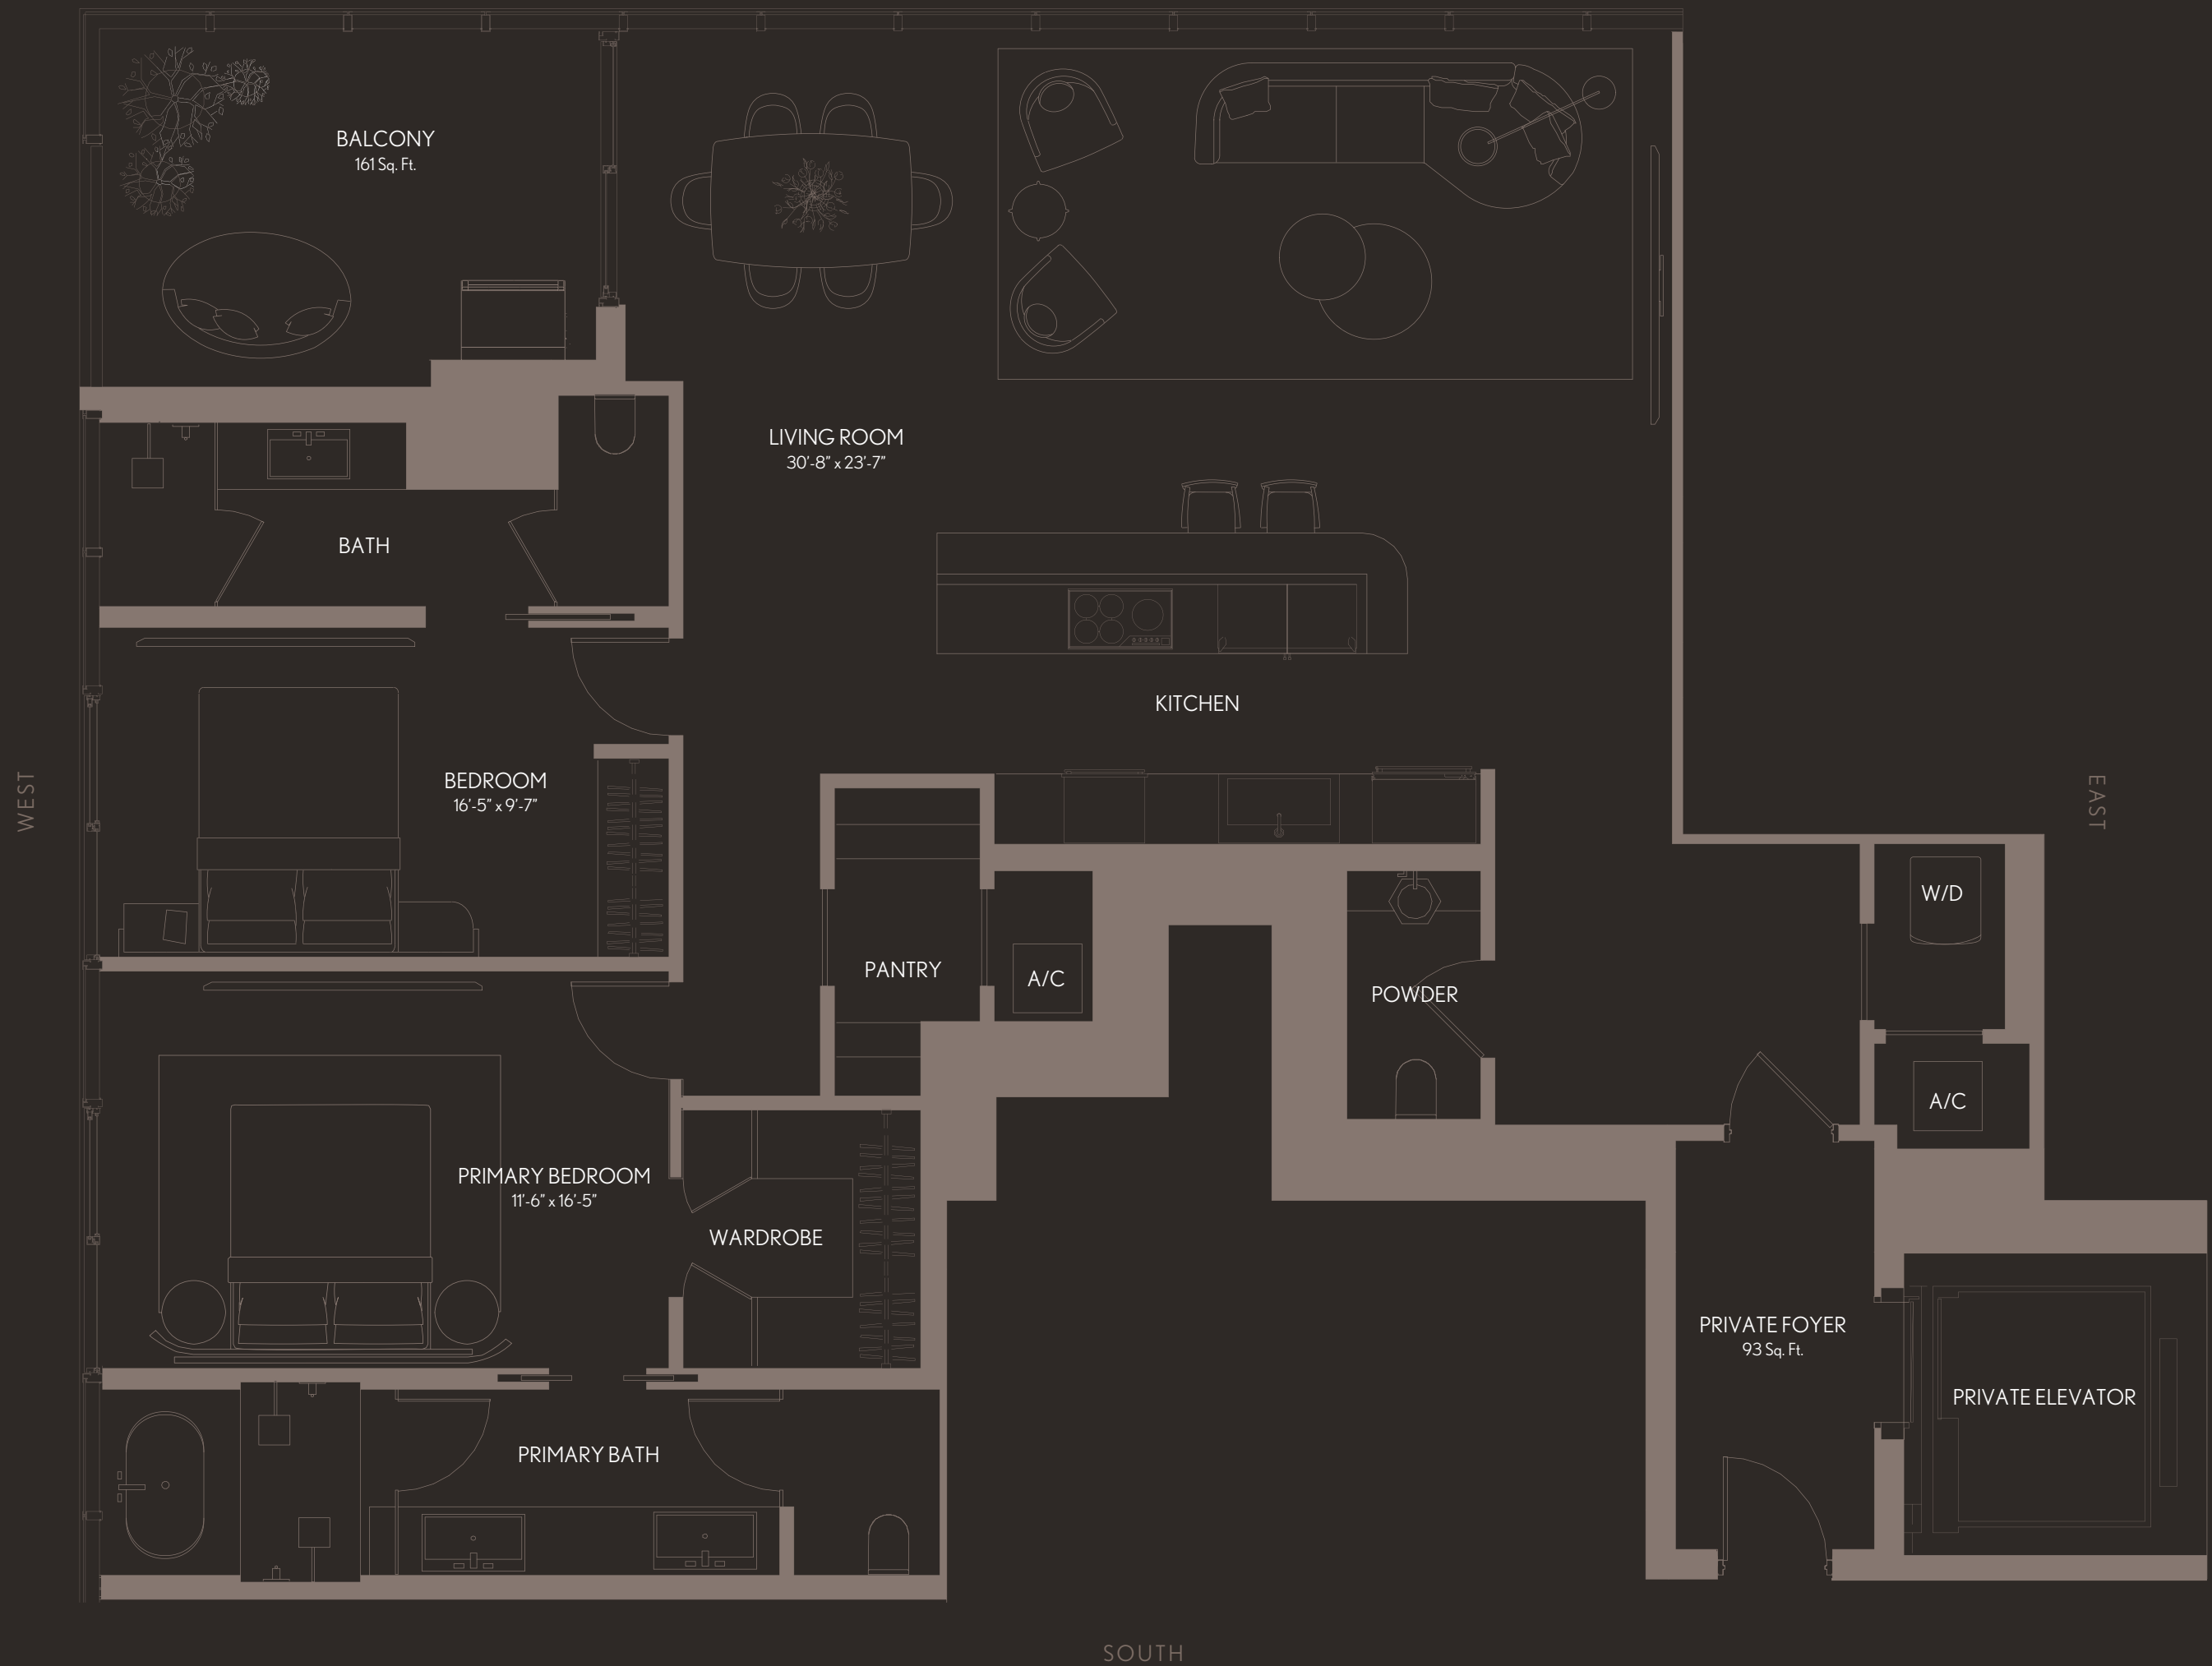 BALCONY
161 Sq. Ft.
LIVING ROOM
30'-8" x 23'-7"
BATH
KITCHEN
BEDROOM
16'-5" x 9'-7"
WEST
EAST
W/D
PANTRY
A/C
POWDER
A/C
PRIMARY BEDROOM
11'-6" x 16'-5"
WARDROBE
PRIVATE FOYER
93 Sq. Ft.
PRIVATE ELEVATOR
PRIMARY BATH
SOUTH